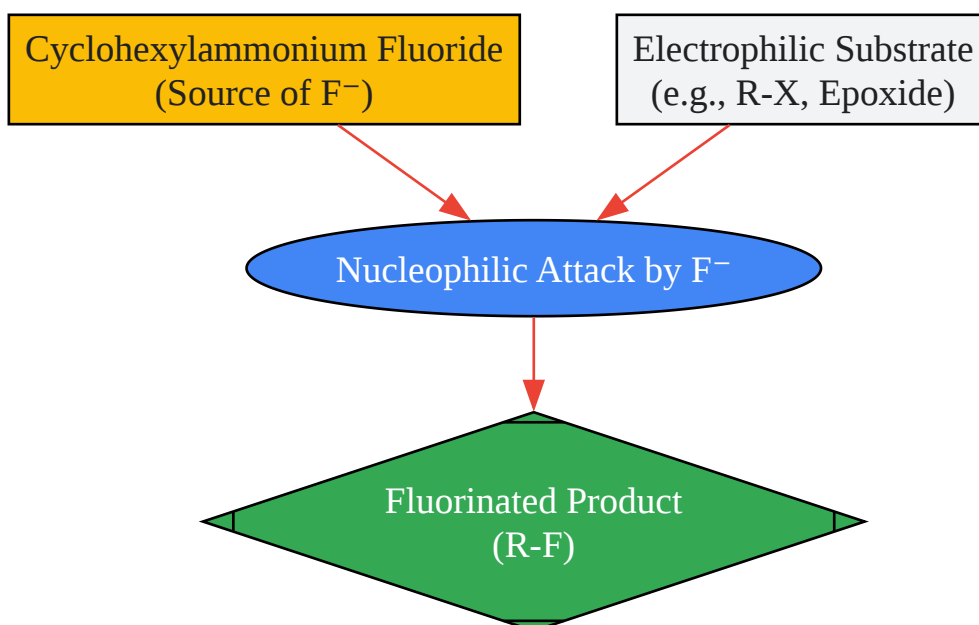 Cyclohexylammonium Fluoride
(Source of F⁻)
Electrophilic Substrate
(e.g., R-X, Epoxide)
Nucleophilic Attack by F⁻
Fluorinated Product
(R-F)